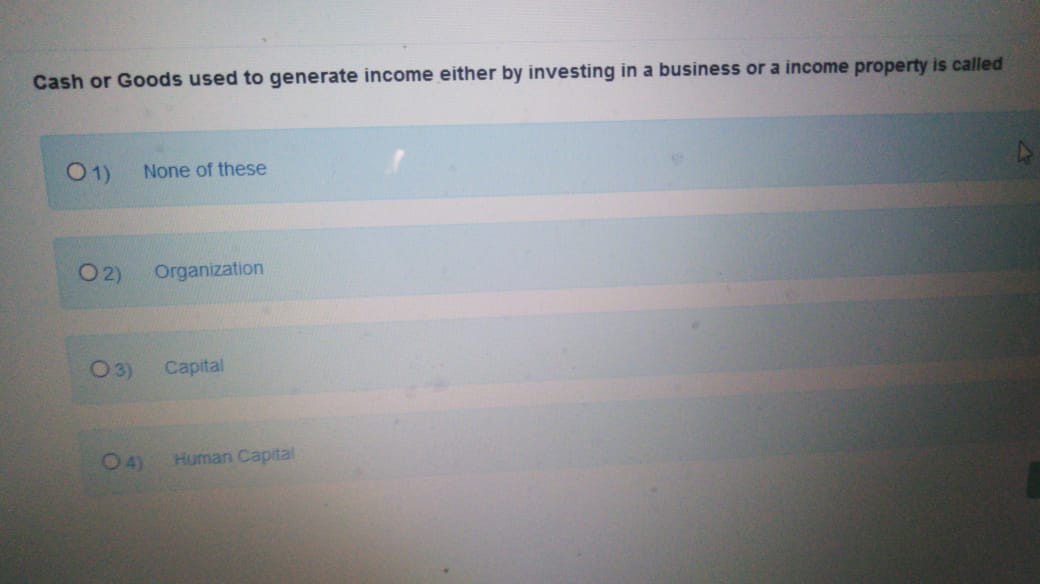 Cash or Goods used to generate income either by investing in a business or a income property is called
1) None of these
2) Organization
3) Capital
4) Human Capital